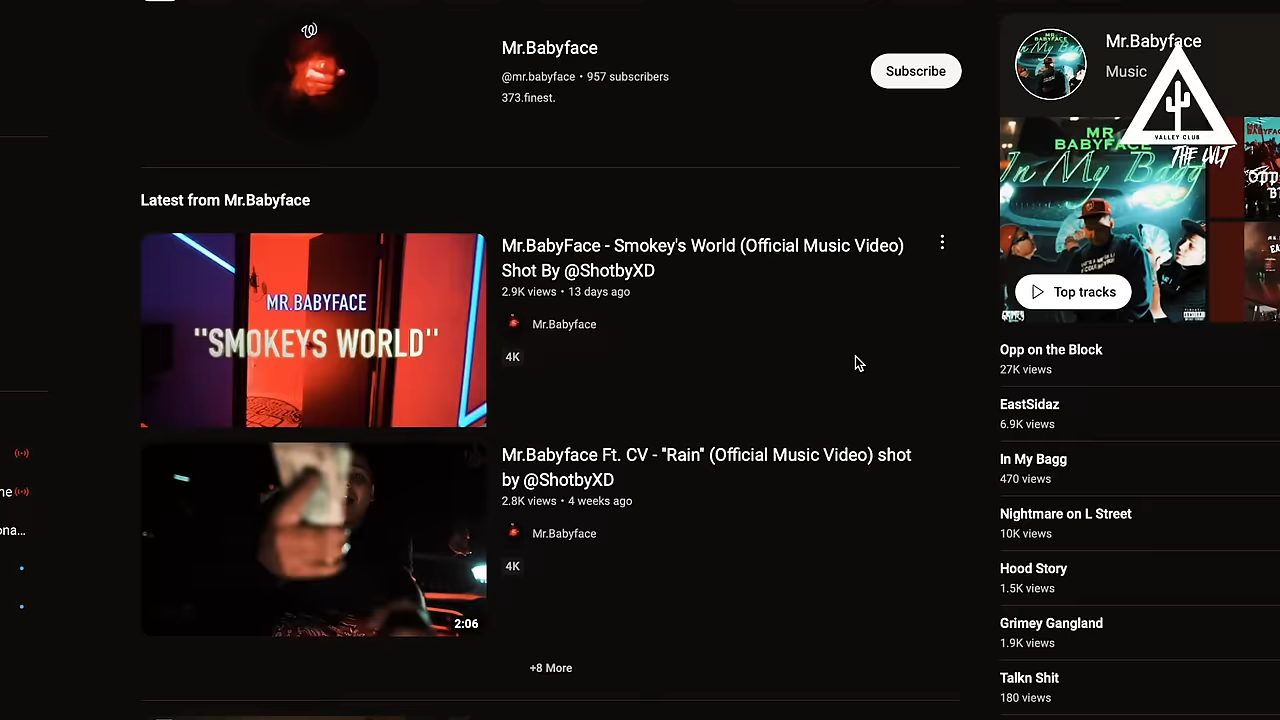 Mr.Babyface
@mr.babyface • 957 subscribers
373.finest.
Subscribe
Latest from Mr.Babyface
MR.BABYFACE
"SMOKEYS WORLD"
Mr.BabyFace - Smokey's World (Official Music Video)
Shot By @ShotbyXD
2.9K views • 13 days ago
Mr.Babyface
4K
2:06
Mr.Babyface Ft. CV - "Rain" (Official Music Video) shot
by @ShotbyXD
2.8K views • 4 weeks ago
Mr.Babyface
4K
+8 More
Mr.Babyface
Music
VALLEY CLUB
THE CVLT
MR
BABYFACE
In My Bagg
Top tracks
Opp on the Block
27K views
EastSidaz
6.9K views
In My Bagg
470 views
Nightmare on L Street
10K views
Hood Story
1.5K views
Grimey Gangland
1.9K views
Talkn Shit
180 views